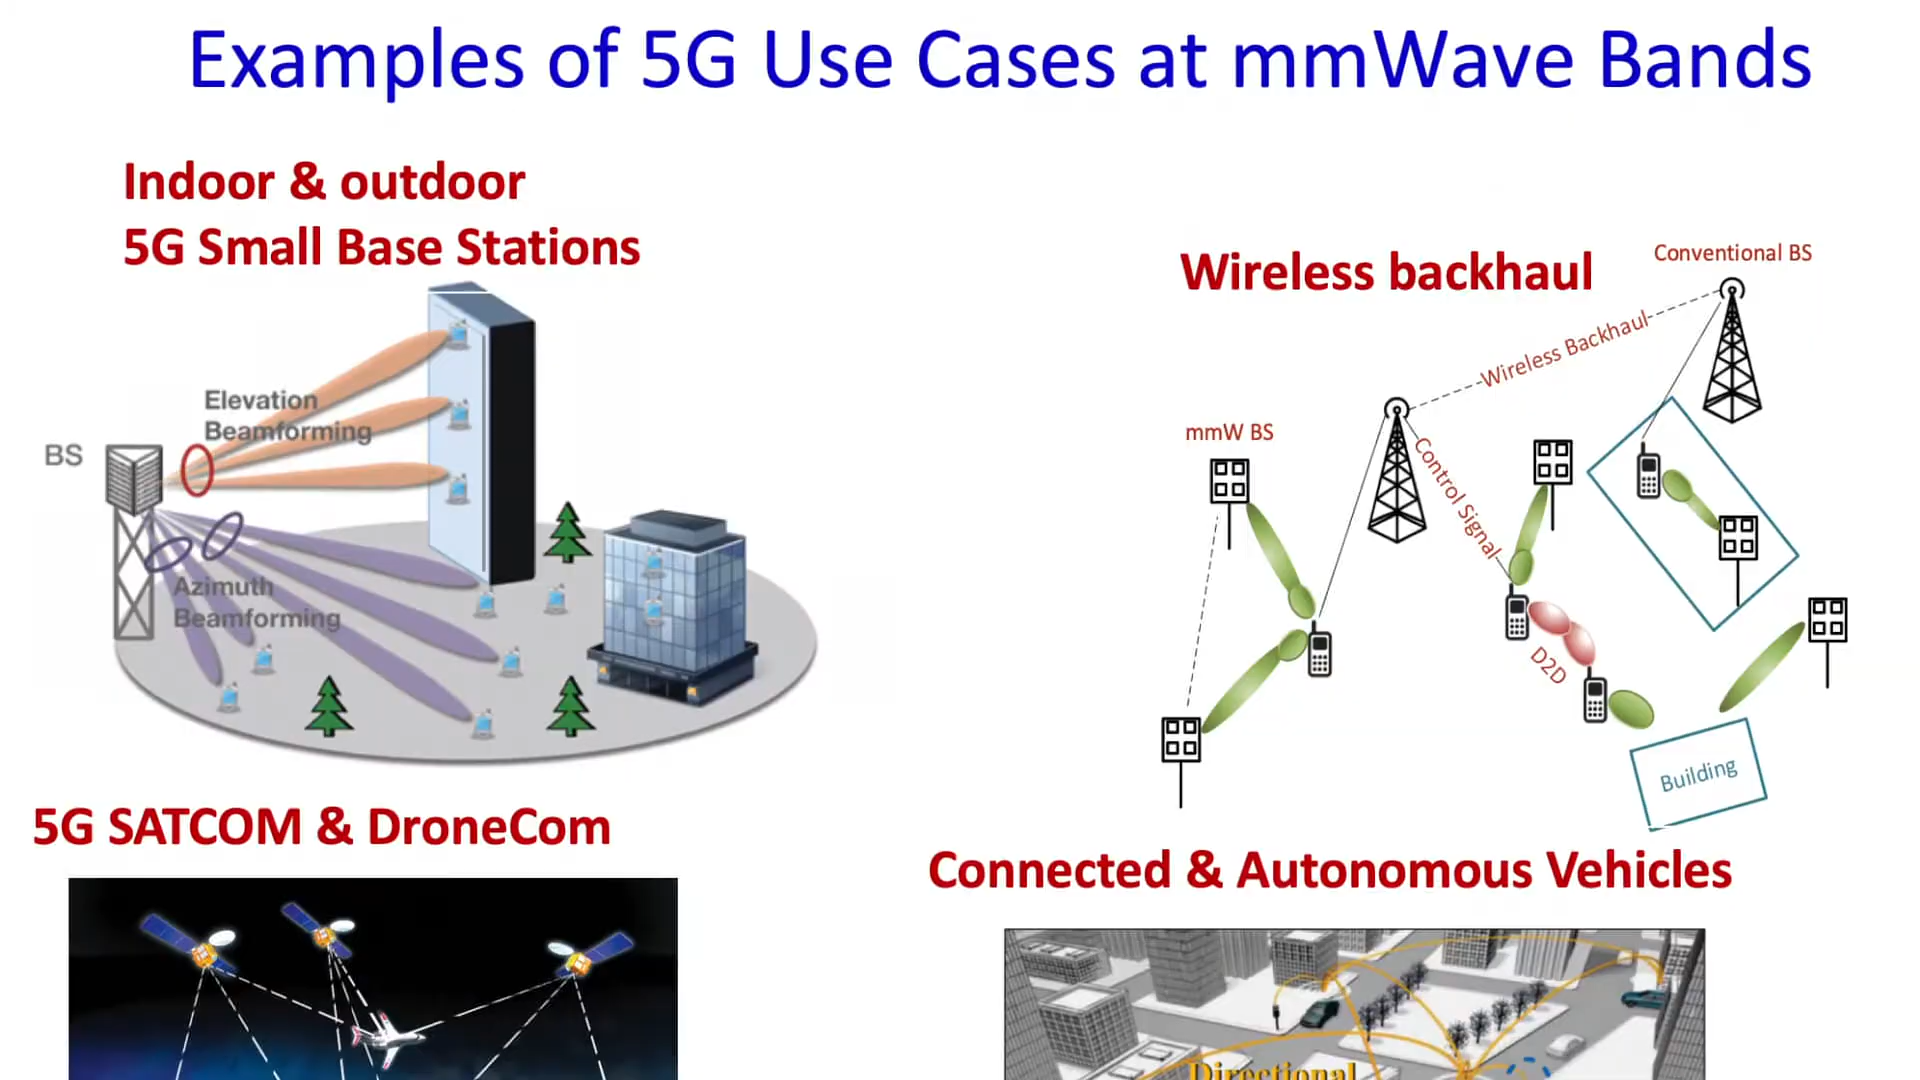 Examples of 5G Use Cases at mmWave Bands
Indoor & outdoor
5G Small Base Stations
Elevation
Beamforming
BS
Azimuth
Beamforming
Wireless backhaul
Conventional BS
Wireless Backhaul
mmW BS
Control Signal
D2D
Building
5G SATCOM & DroneCom
Connected & Autonomous Vehicles
Directional